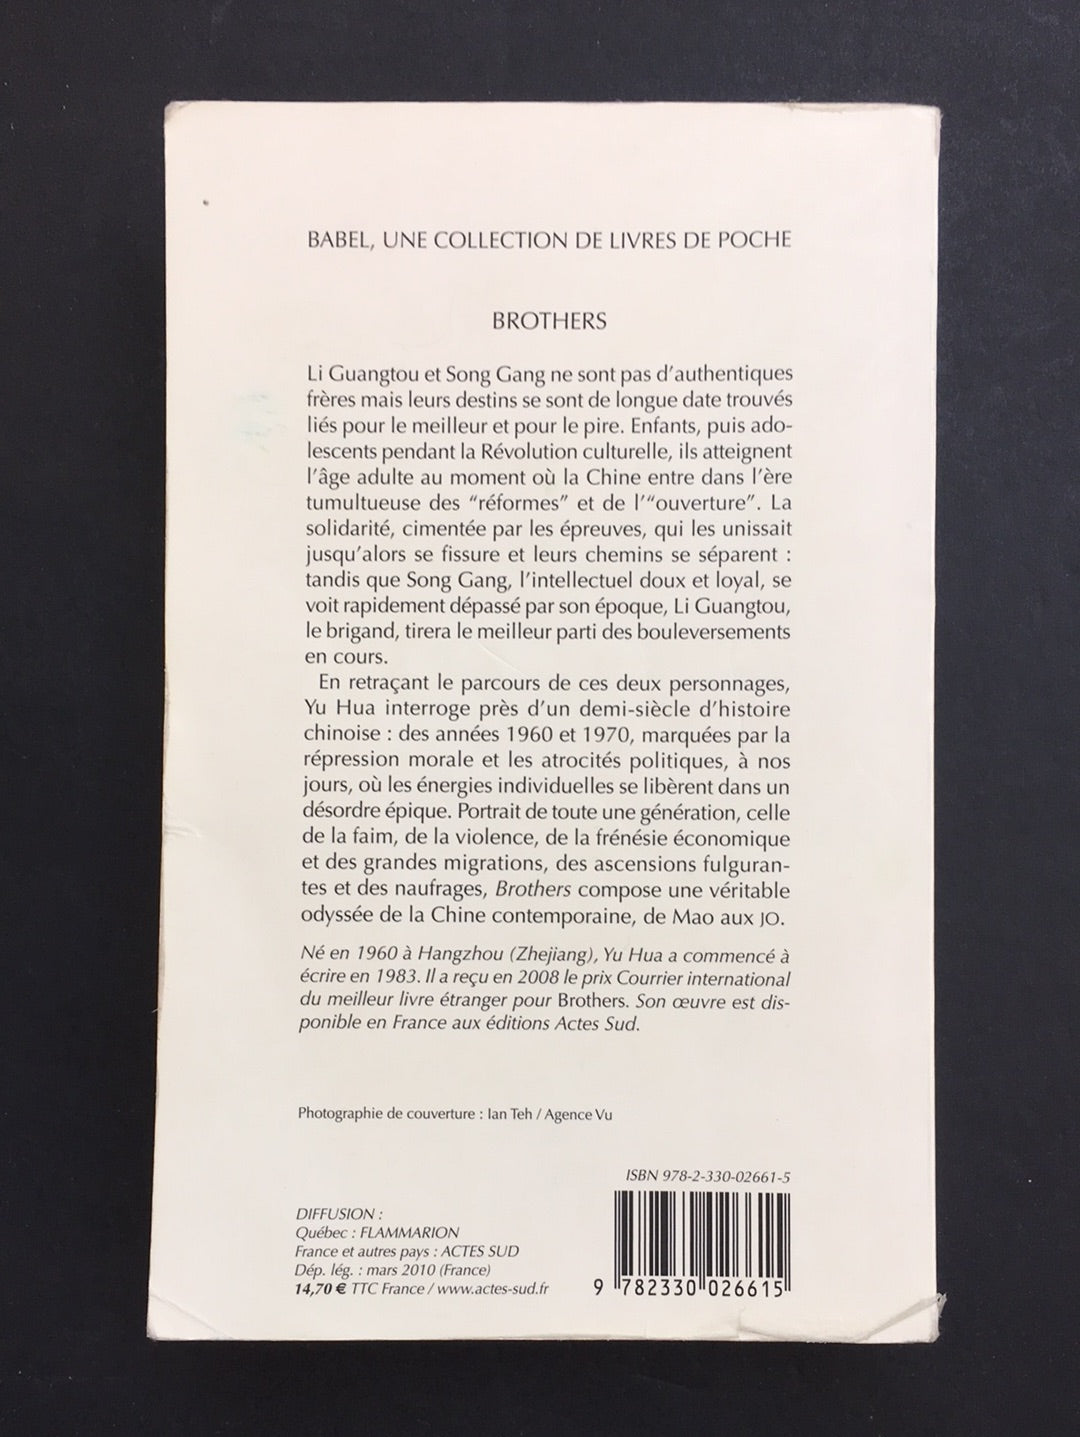 BABEL, UNE COLLECTION DE LIVRES DE POCHE
BROTHERS
Li Guangtou et Song Gang ne sont pas d'authentiques
frères mais leurs destins se sont de longue date trouvés
liés pour le meilleur et pour le pire. Enfants, puis ado-
lescents pendant la Révolution culturelle, ils atteignent
l'âge adulte au moment où la Chine entre dans l'ère
tumultueuse des “réformes” et de l'“ouverture”. La
solidarité, cimentée par les épreuves, qui les unissait
jusqu'alors se fissure et leurs chemins se séparent :
tandis que Song Gang, l'intellectuel doux et loyal, se
voit rapidement dépassé par son époque, Li Guangtou,
le brigand, tirera le meilleur parti des bouleversements
en cours.
En retraçant le parcours de ces deux personnages,
Yu Hua interroge près d'un demi-siècle d'histoire
chinoise : des années 1960 et 1970, marquées par la
répression morale et les atrocités politiques, à nos
jours, où les énergies individuelles se libèrent dans un
désordre épique. Portrait de toute une génération, celle
de la faim, de la violence, de la frénésie économique
et des grandes migrations, des ascensions fulguran-
tes et des naufrages, Brothers compose une véritable
odyssée de la Chine contemporaine, de Mao aux JO.
Né en 1960 à Hangzhou (Zhejiang), Yu Hua a commencé à
écrire en 1983. Il a reçu en 2008 le prix Courrier international
du meilleur livre étranger pour Brothers. Son œuvre est dis-
ponible en France aux éditions Actes Sud.
Photographie de couverture : Ian Teh / Agence Vu
ISBN 978-2-330-02661-5
DIFFUSION :
Québec : FLAMMARION
France et autres pays : ACTES SUD
Dép. lég. : mars 2010 (France)
14,70 € TTC France / www.actes-sud.fr
9 782330 026615